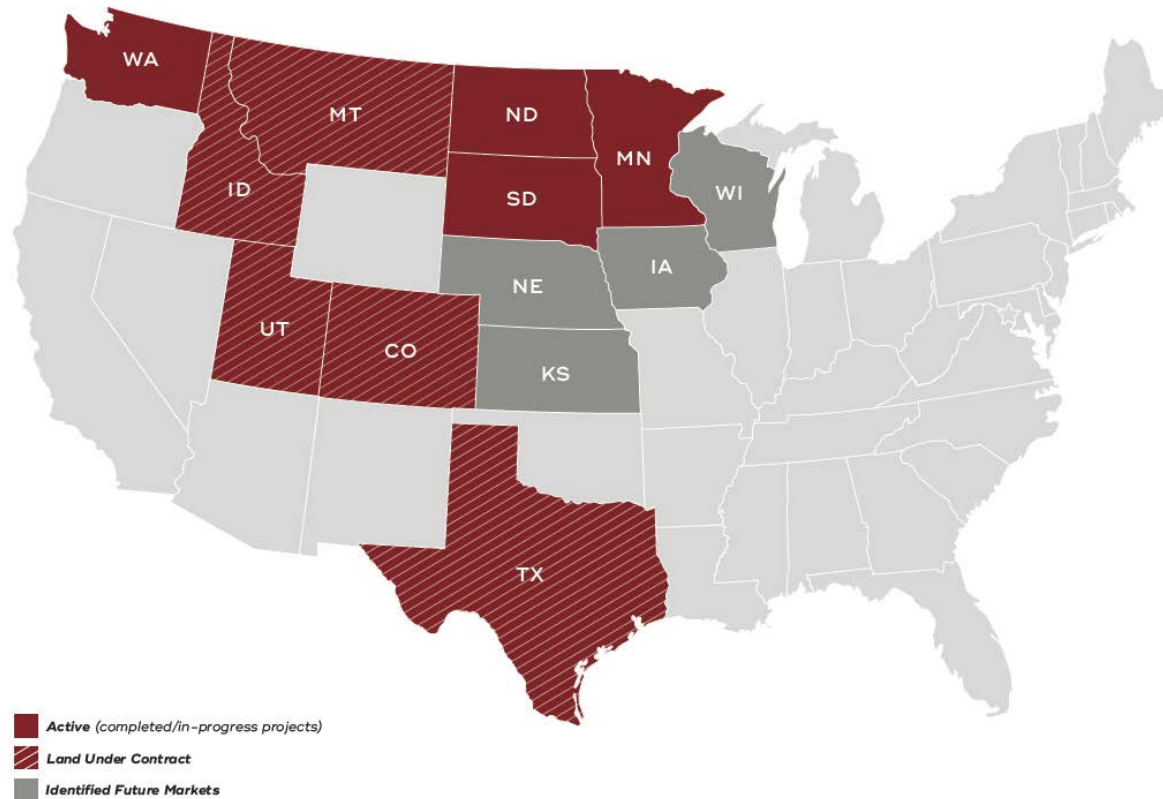 WA
MT
ND
MN
ID
SD
WI
IA
NE
UT
CO
KS
TX
Active (completed/in-progress projects)
Land Under Contract
Identified Future Markets